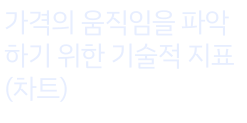 가격의 움직임을 파악
하기 위한 기술적 지표
(차트)